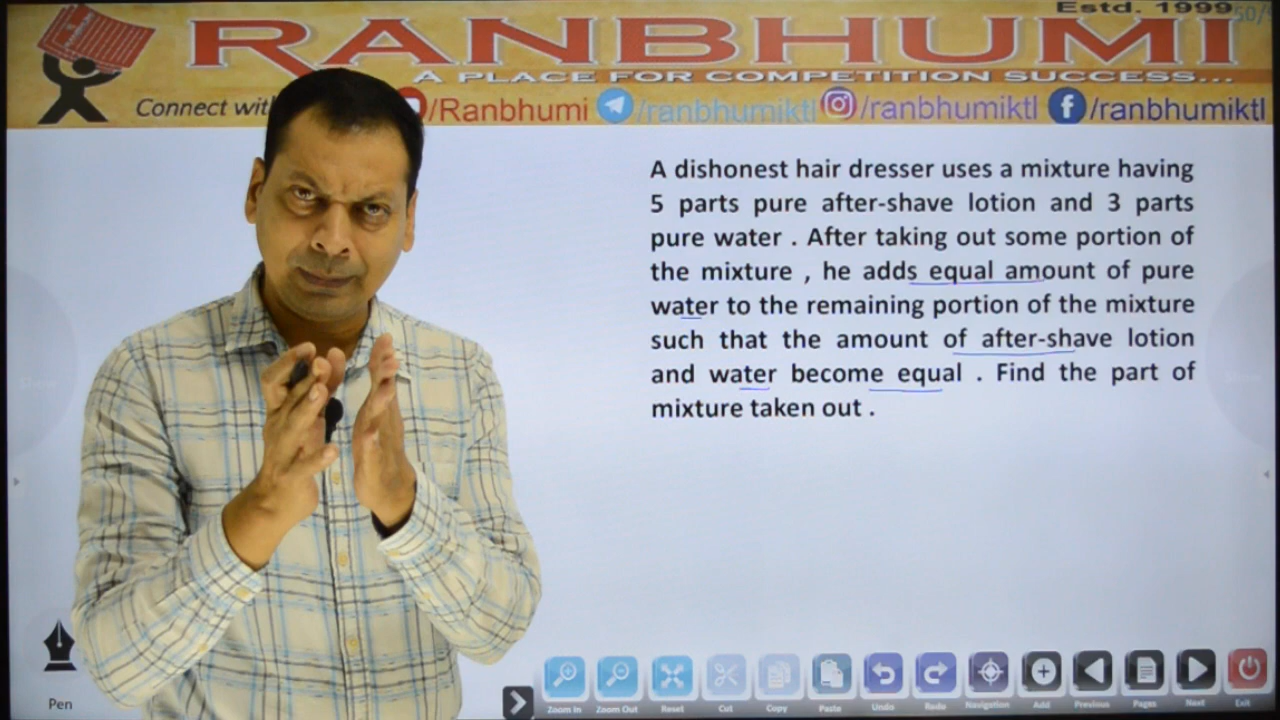 Estd. 1999
50/
RANBHUMI
A PLACE FOR COMPETITION SUCCESS...
Connect with /Ranbhumi /ranbhumiktl /ranbhumiktl /ranbhumiktl
A dishonest hair dresser uses a mixture having
5 parts pure after-shave lotion and 3 parts
pure water . After taking out some portion of
the mixture , he adds equal amount of pure
water to the remaining portion of the mixture
such that the amount of after-shave lotion
and water become equal . Find the part of
mixture taken out .
Pen
Zoom In Zoom Out Reset Cut Copy Paste Undo Redo Navigation Add Previous Pages Next Exit